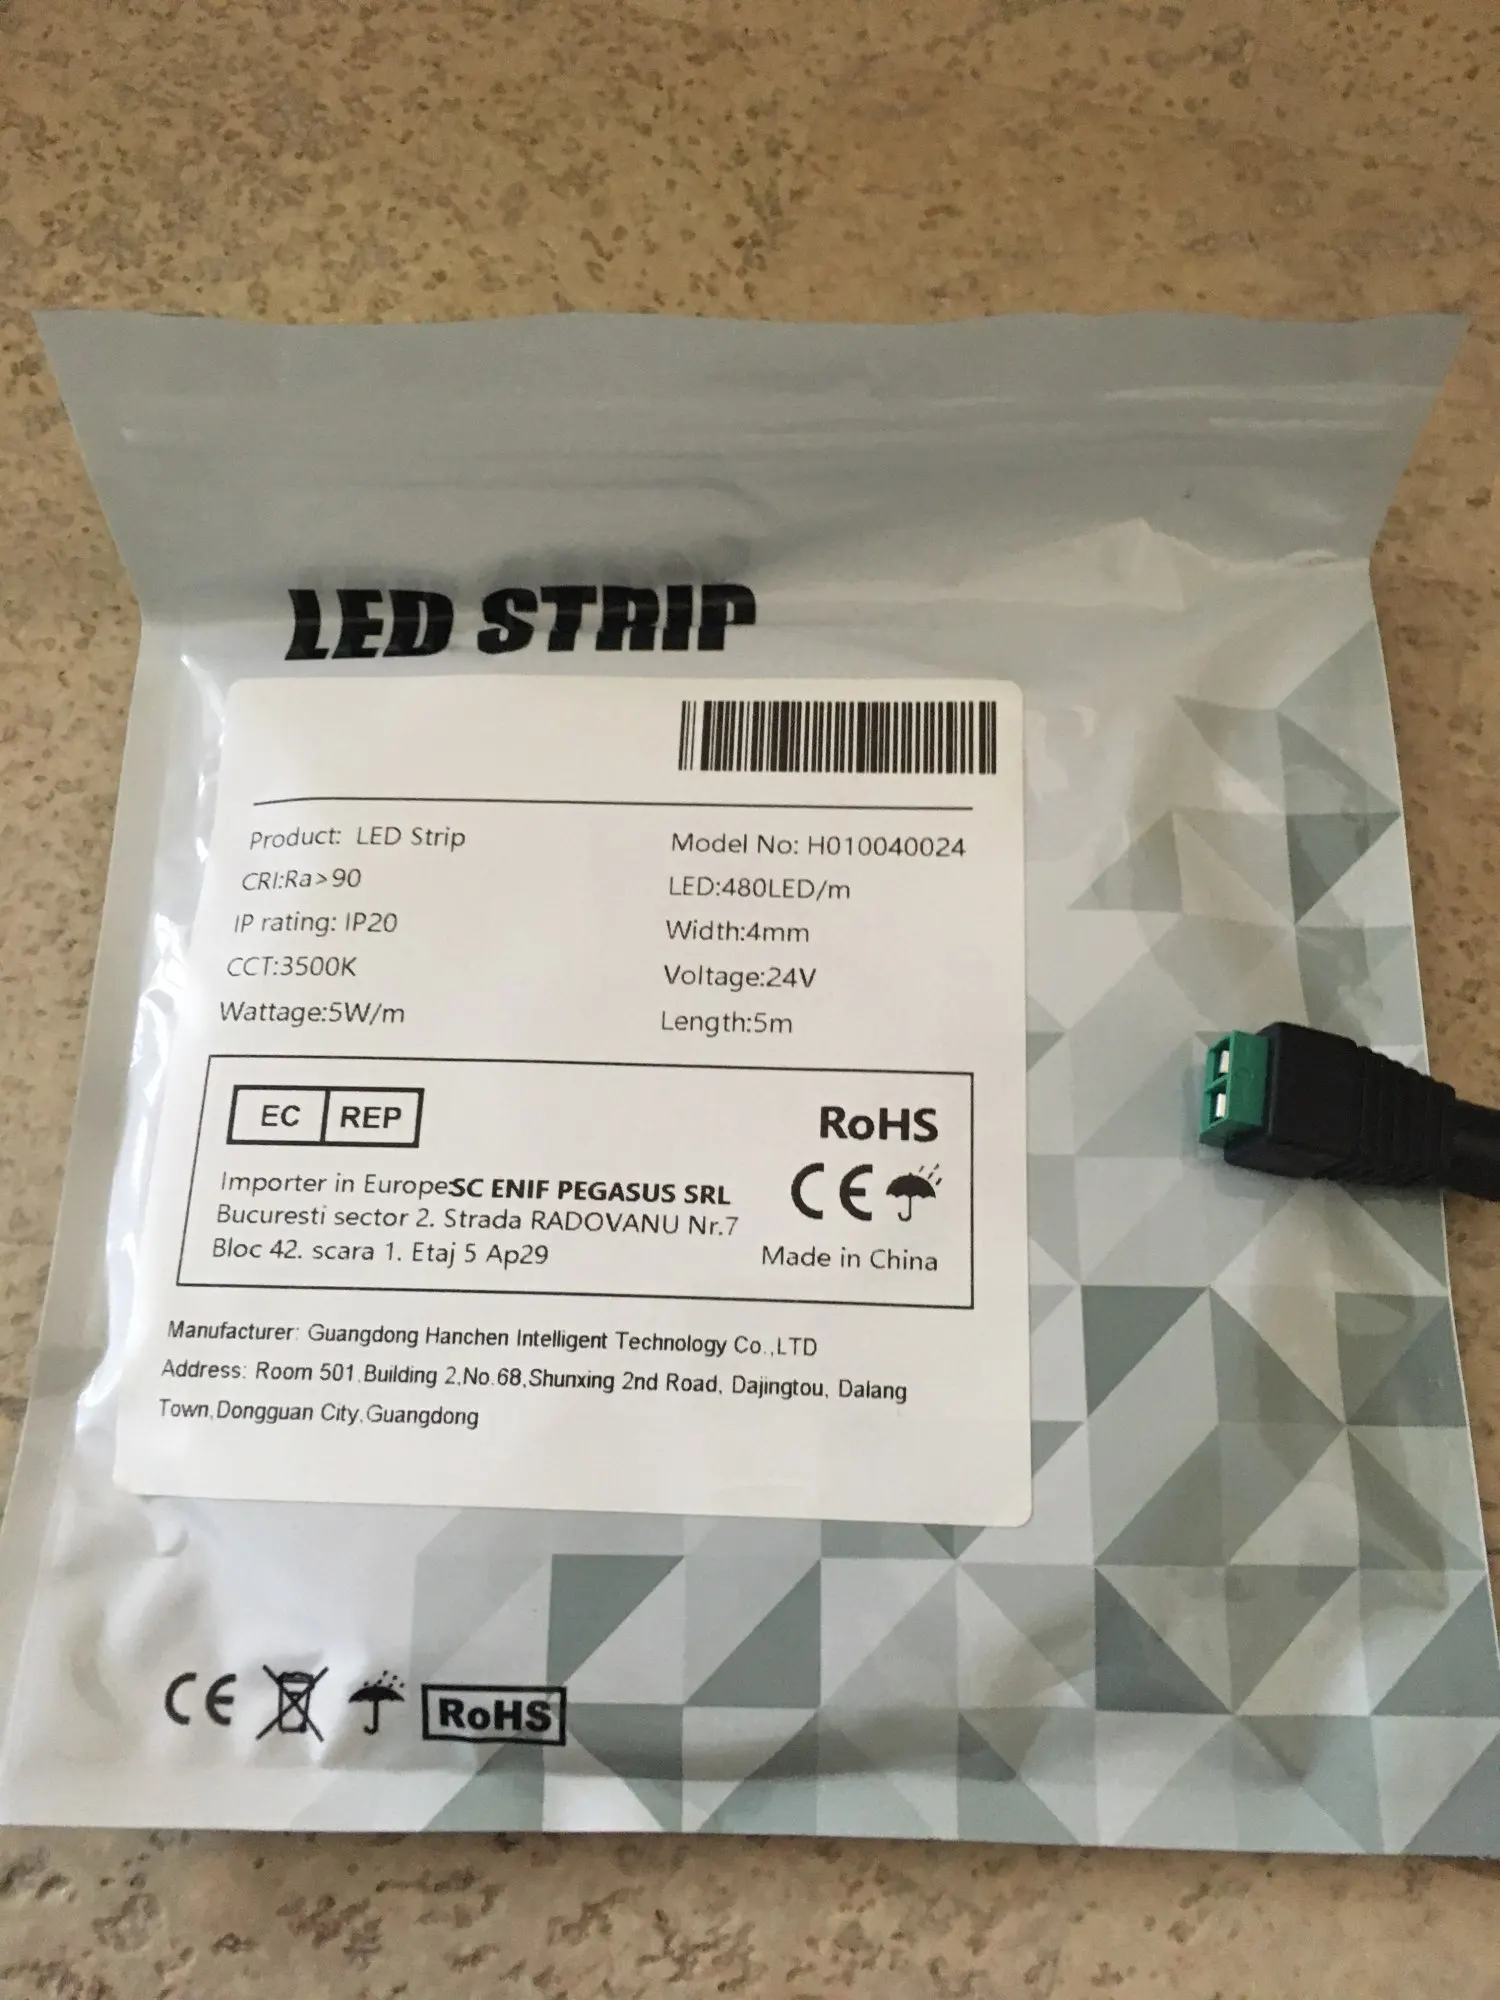 LED STRIP
Product: LED Strip
Model No: H010040024
CRI:Ra>90
LED:480LED/m
IP rating: IP20
Width:4mm
CCT:3500K
Voltage:24V
Wattage:5W/m
Length:5m
EC REP
RoHS
CE
Importer in Europe:SC ENIF PEGASUS SRL
Bucuresti sector 2. Strada RADOVANU Nr.7
Bloc 42. scara 1. Etaj 5 Ap29
Made in China
Manufacturer: Guangdong Hanchen Intelligent Technology Co.,LTD
Address: Room 501,Building 2,No.68,Shunxing 2nd Road, Dajingtou, Dalang
Town,Dongguan City,Guangdong
CE RoHS